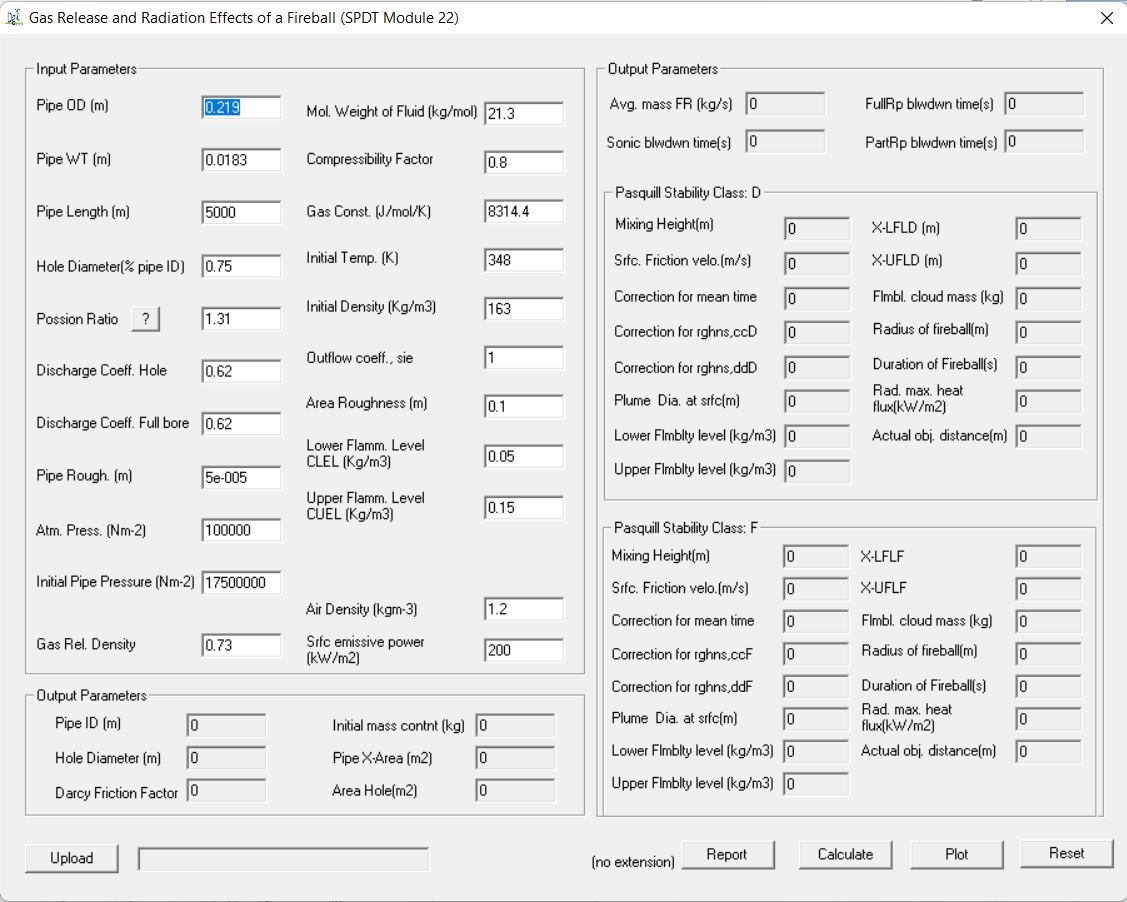 Gas Release and Radiation Effects of a Fireball (SPDT Module 22)
Input Parameters
Pipe OD (m) 0.219
Pipe WT (m) 0.0183
Pipe Length (m) 5000
Hole Diameter(% pipe ID) 0.75
Possion Ratio ? 1.31
Discharge Coeff. Hole 0.62
Discharge Coeff. Full bore 0.62
Pipe Rough. (m) 5e-005
Atm. Press. (Nm-2) 100000
Initial Pipe Pressure (Nm-2) 17500000
Gas Rel. Density 0.73
Mol. Weight of Fluid (kg/mol) 21.3
Compressibility Factor 0.8
Gas Const. (J/mol/K) 8314.4
Initial Temp. (K) 348
Initial Density (Kg/m3) 163
Outflow coeff., sie 1
Area Roughness (m) 0.1
Lower Flamm. Level
CLEL (Kg/m3) 0.05
Upper Flamm. Level
CUEL (Kg/m3) 0.15
Air Density (kgm-3) 1.2
Srfc emissive power
(kW/m2) 200
Output Parameters
Pipe ID (m) 0
Hole Diameter (m) 0
Darcy Friction Factor 0
Initial mass contnt (kg) 0
Pipe X-Area (m2) 0
Area Hole(m2) 0
Output Parameters
Avg. mass FR (kg/s) 0 FullRp blwdwn time(s) 0
Sonic blwdwn time(s) 0 PartRp blwdwn time(s) 0
Pasquill Stability Class: D
Mixing Height(m) 0
Srfc. Friction velo.(m/s) 0
Correction for mean time 0
Correction for rghns,ccD 0
Correction for rghns,ddD 0
Plume Dia. at srfc(m) 0
Lower Flmblty level (kg/m3) 0
Upper Flmblty level (kg/m3) 0
X-LFLD (m) 0
X-UFLD (m) 0
Flmbl. cloud mass (kg) 0
Radius of fireball(m) 0
Duration of Fireball(s) 0
Rad. max. heat
flux(kW/m2) 0
Actual obj. distance(m) 0
Pasquill Stability Class: F
Mixing Height(m) 0
Srfc. Friction velo.(m/s) 0
Correction for mean time 0
Correction for rghns,ccF 0
Correction for rghns,ddF 0
Plume Dia. at srfc(m) 0
Lower Flmblty level (kg/m3) 0
Upper Flmblty level (kg/m3) 0
X-LFLF 0
X-UFLF 0
Flmbl. cloud mass (kg) 0
Radius of fireball(m) 0
Duration of Fireball(s) 0
Rad. max. heat
flux(kW/m2) 0
Actual obj. distance(m) 0
Upload (no extension) Report Calculate Plot Reset